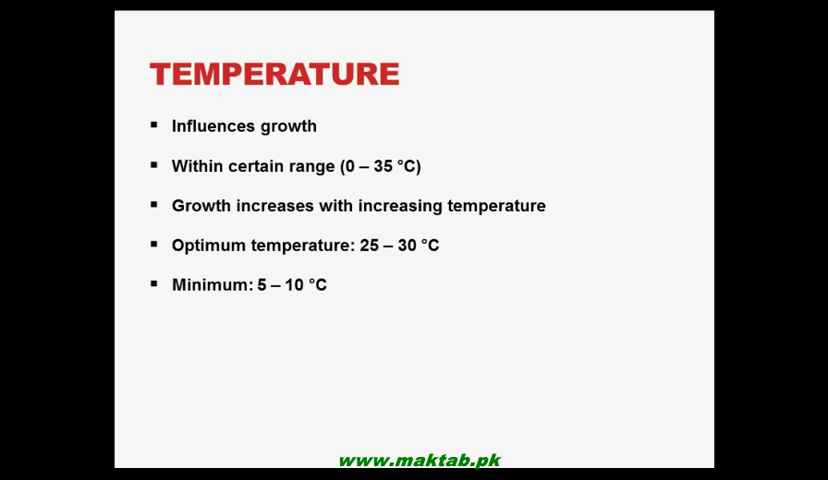 TEMPERATURE
▪ Influences growth
▪ Within certain range (0 – 35 °C)
▪ Growth increases with increasing temperature
▪ Optimum temperature: 25 – 30 °C
▪ Minimum: 5 – 10 °C
www.maktab.pk